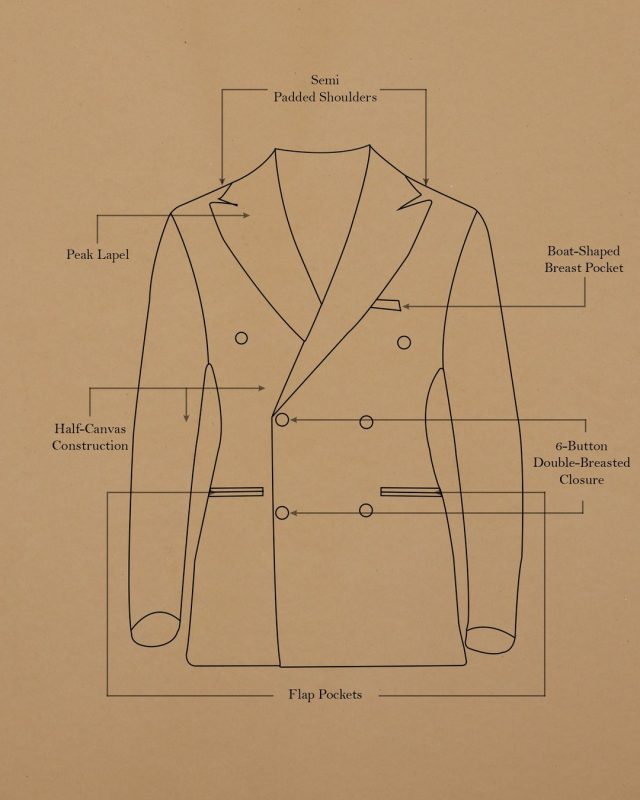 Semi
Padded Shoulders
Peak Lapel
Boat-Shaped
Breast Pocket
Half-Canvas
Construction
6-Button
Double-Breasted
Closure
Flap Pockets